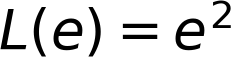 L(e) = e²